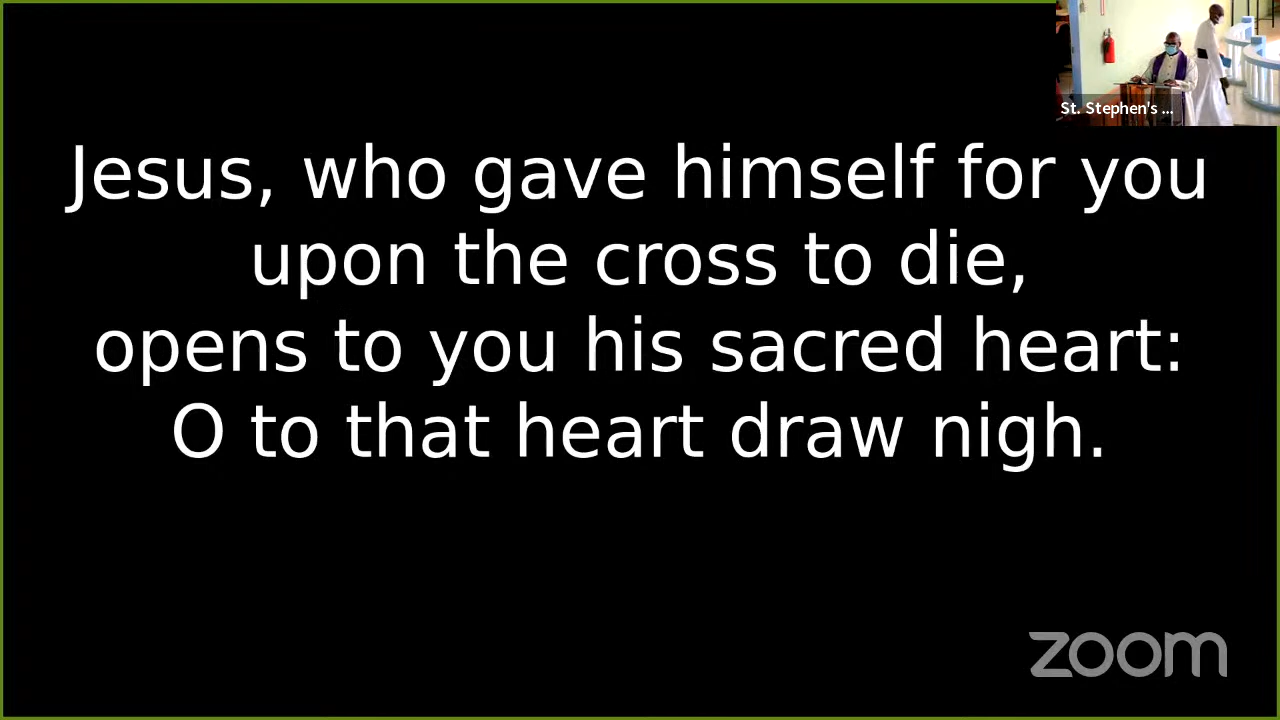 St. Stephen's ...
Jesus, who gave himself for you
upon the cross to die,
opens to you his sacred heart:
O to that heart draw nigh.
zoom